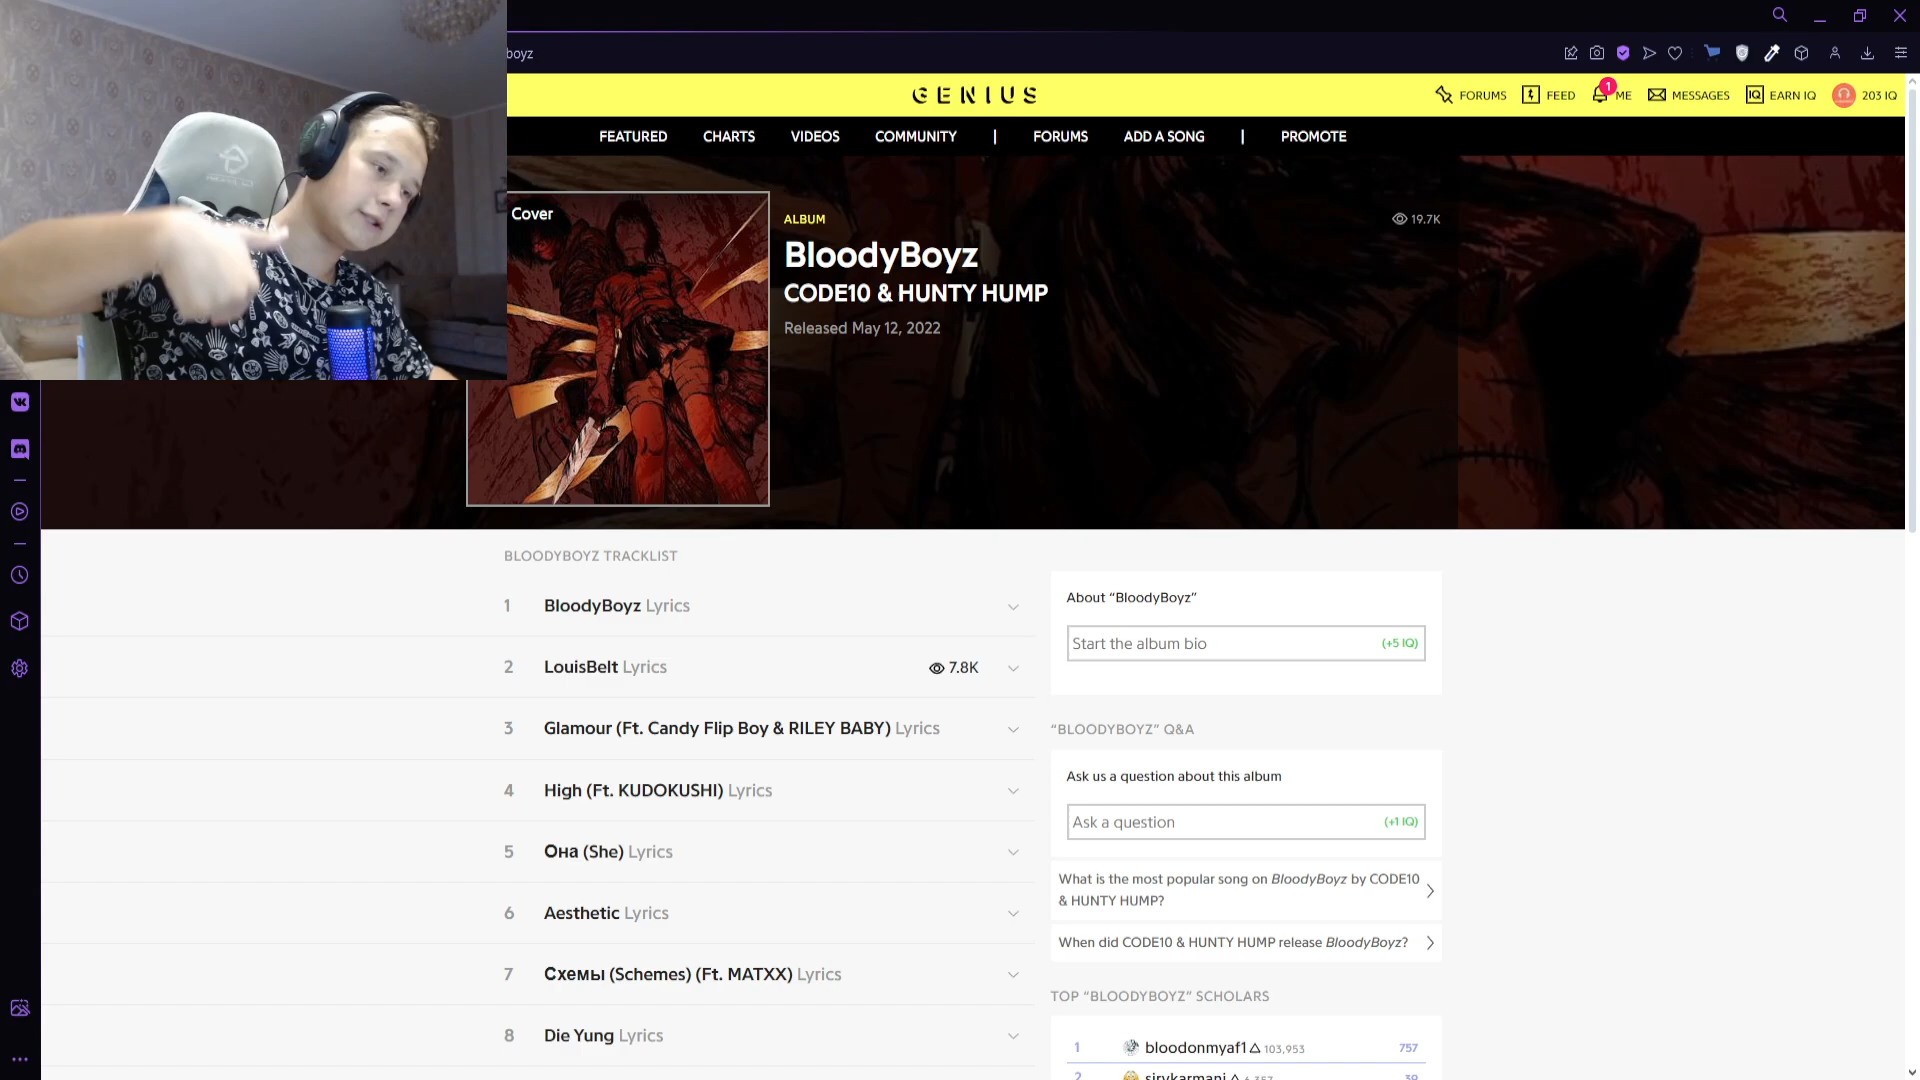 boyz
GENIUS
FORUMS FEED 1 ME MESSAGES IQ EARN IQ 203 IQ
FEATURED CHARTS VIDEOS COMMUNITY | FORUMS ADD A SONG | PROMOTE
Cover
ALBUM
19.7K
BloodyBoyz
CODE10 & HUNTY HUMP
Released May 12, 2022
BLOODYBOYZ TRACKLIST
1 BloodyBoyz Lyrics
2 LouisBelt Lyrics 7.8K
3 Glamour (Ft. Candy Flip Boy & RILEY BABY) Lyrics
4 High (Ft. KUDOKUSHI) Lyrics
5 Она (She) Lyrics
6 Aesthetic Lyrics
7 Схемы (Schemes) (Ft. MATXX) Lyrics
8 Die Yung Lyrics
About “BloodyBoyz”
Start the album bio (+5 IQ)
“BLOODYBOYZ” Q&A
Ask us a question about this album
Ask a question (+1 IQ)
What is the most popular song on BloodyBoyz by CODE10
& HUNTY HUMP?
When did CODE10 & HUNTY HUMP release BloodyBoyz?
TOP “BLOODYBOYZ” SCHOLARS
1 bloodonmyaf1 103,953 757
2